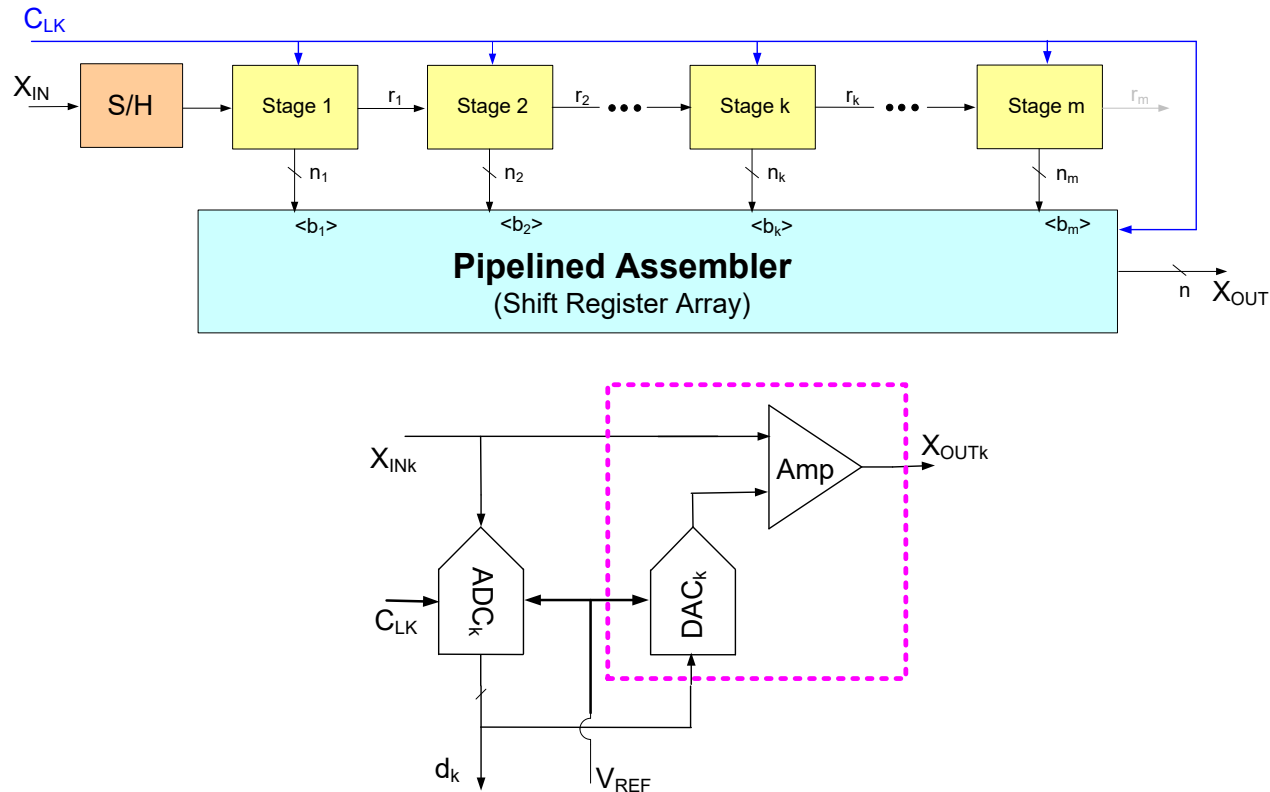 CLK
XIN
S/H
Stage 1
r1
Stage 2
r2
•••
Stage k
rk
•••
Stage m
rm
n1
n2
nk
nm
<b1>
<b2>
<bk>
<bm>
Pipelined Assembler
(Shift Register Array)
n
XOUT
XINk
Amp
XOUTk
ADCk
DACk
CLK
dk
VREF